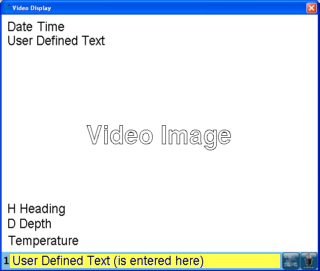 Video Display
Date Time
User Defined Text
Video Image
H Heading
D Depth
Temperature
1 User Defined Text (is entered here)